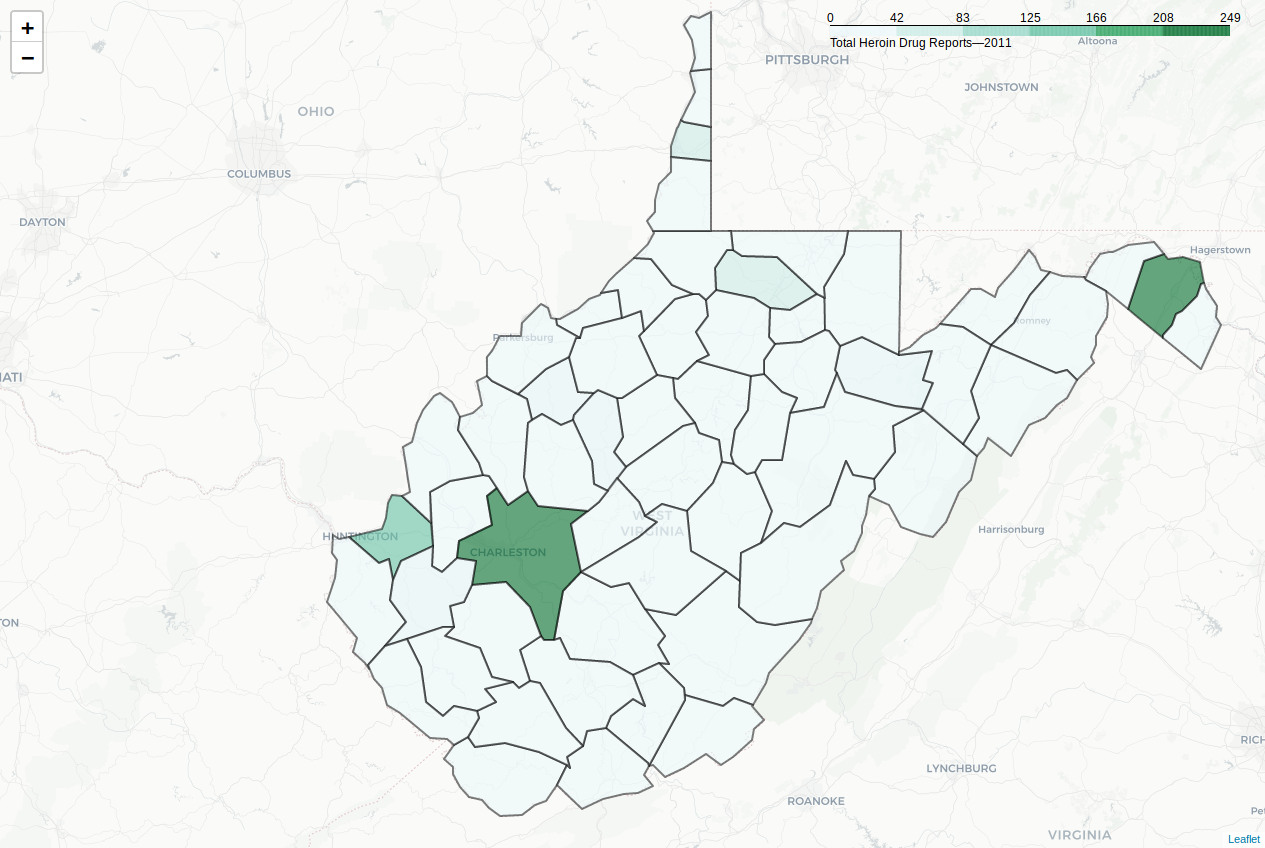 +
−
0 42 83 125 166 208 249
Total Heroin Drug Reports—2011
Altoona
PITTSBURGH
JOHNSTOWN
OHIO
COLUMBUS
DAYTON
Hagerstown
Romney
Parkersburg
IATI
WEST
VIRGINIA
HUNTINGTON
CHARLESTON
Harrisonburg
TON
RICH
LYNCHBURG
ROANOKE
Pet
VIRGINIA
Leaflet